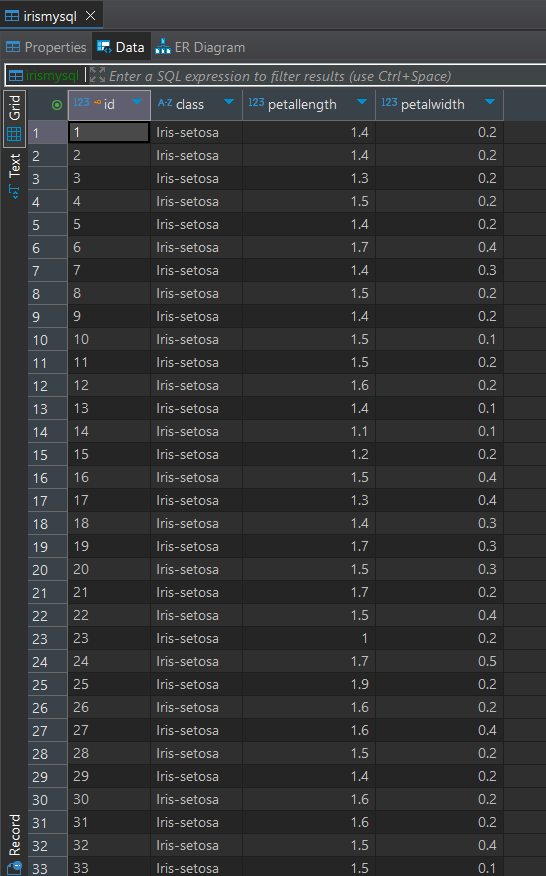 irismysql
Properties Data ER Diagram
irismysql Enter a SQL expression to filter results (use Ctrl+Space)
Grid
Text
Record
123 id A-Z class 123 petallength 123 petalwidth
1 1 Iris-setosa 1.4 0.2
2 2 Iris-setosa 1.4 0.2
3 3 Iris-setosa 1.3 0.2
4 4 Iris-setosa 1.5 0.2
5 5 Iris-setosa 1.4 0.2
6 6 Iris-setosa 1.7 0.4
7 7 Iris-setosa 1.4 0.3
8 8 Iris-setosa 1.5 0.2
9 9 Iris-setosa 1.4 0.2
10 10 Iris-setosa 1.5 0.1
11 11 Iris-setosa 1.5 0.2
12 12 Iris-setosa 1.6 0.2
13 13 Iris-setosa 1.4 0.1
14 14 Iris-setosa 1.1 0.1
15 15 Iris-setosa 1.2 0.2
16 16 Iris-setosa 1.5 0.4
17 17 Iris-setosa 1.3 0.4
18 18 Iris-setosa 1.4 0.3
19 19 Iris-setosa 1.7 0.3
20 20 Iris-setosa 1.5 0.3
21 21 Iris-setosa 1.7 0.2
22 22 Iris-setosa 1.5 0.4
23 23 Iris-setosa 1 0.2
24 24 Iris-setosa 1.7 0.5
25 25 Iris-setosa 1.9 0.2
26 26 Iris-setosa 1.6 0.2
27 27 Iris-setosa 1.6 0.4
28 28 Iris-setosa 1.5 0.2
29 29 Iris-setosa 1.4 0.2
30 30 Iris-setosa 1.6 0.2
31 31 Iris-setosa 1.6 0.2
32 32 Iris-setosa 1.5 0.4
33 33 Iris-setosa 1.5 0.1